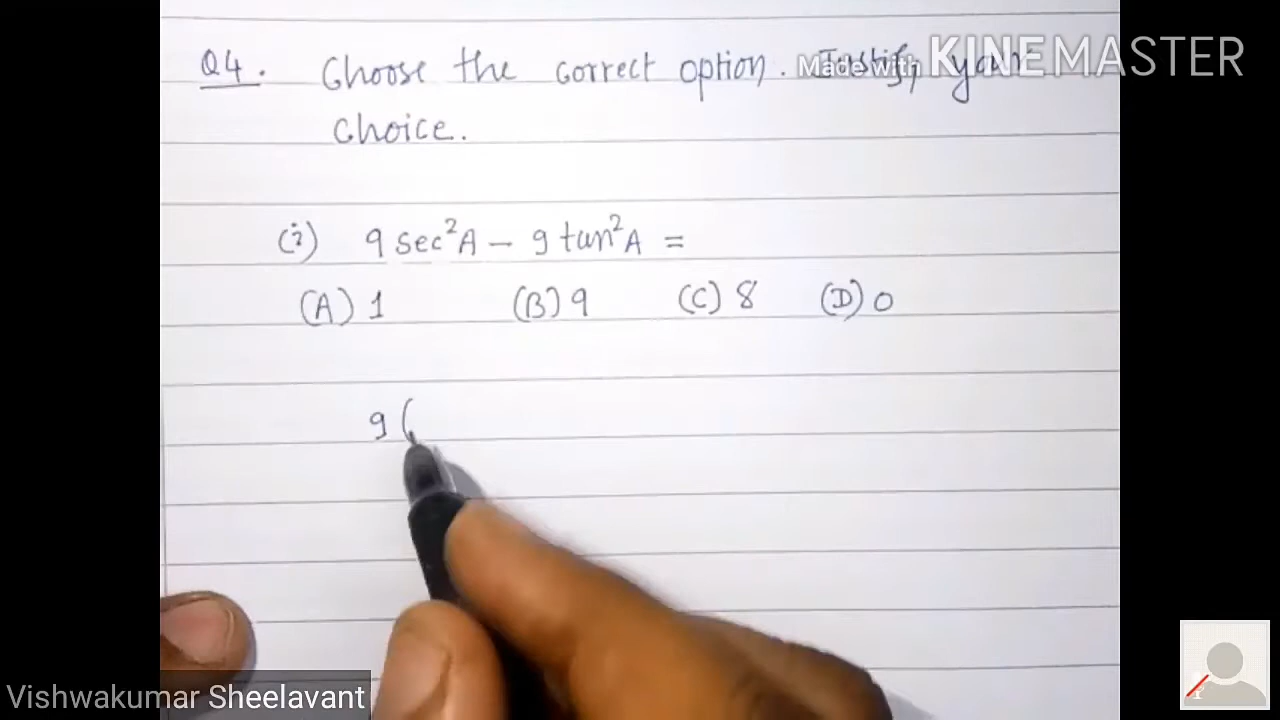 Q4. Choose the correct option. Justify your
Made with KINEMASTER
choice.
(i) 9 sec²A - 9 tan²A =
(A) 1 (B) 9 (C) 8 (D) 0
9 (
Vishwakumar Sheelavant